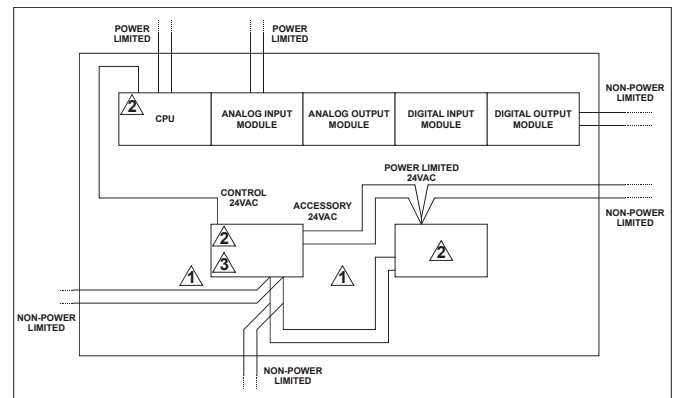 POWER
LIMITED
POWER
LIMITED
NON-POWER
LIMITED
2
CPU
ANALOG INPUT
MODULE
ANALOG OUTPUT
MODULE
DIGITAL INPUT
MODULE
DIGITAL OUTPUT
MODULE
POWER LIMITED
24VAC
CONTROL
24VAC
ACCESSORY
24VAC
NON-POWER
LIMITED
2
3
2
1
1
NON-POWER
LIMITED
NON-POWER
LIMITED